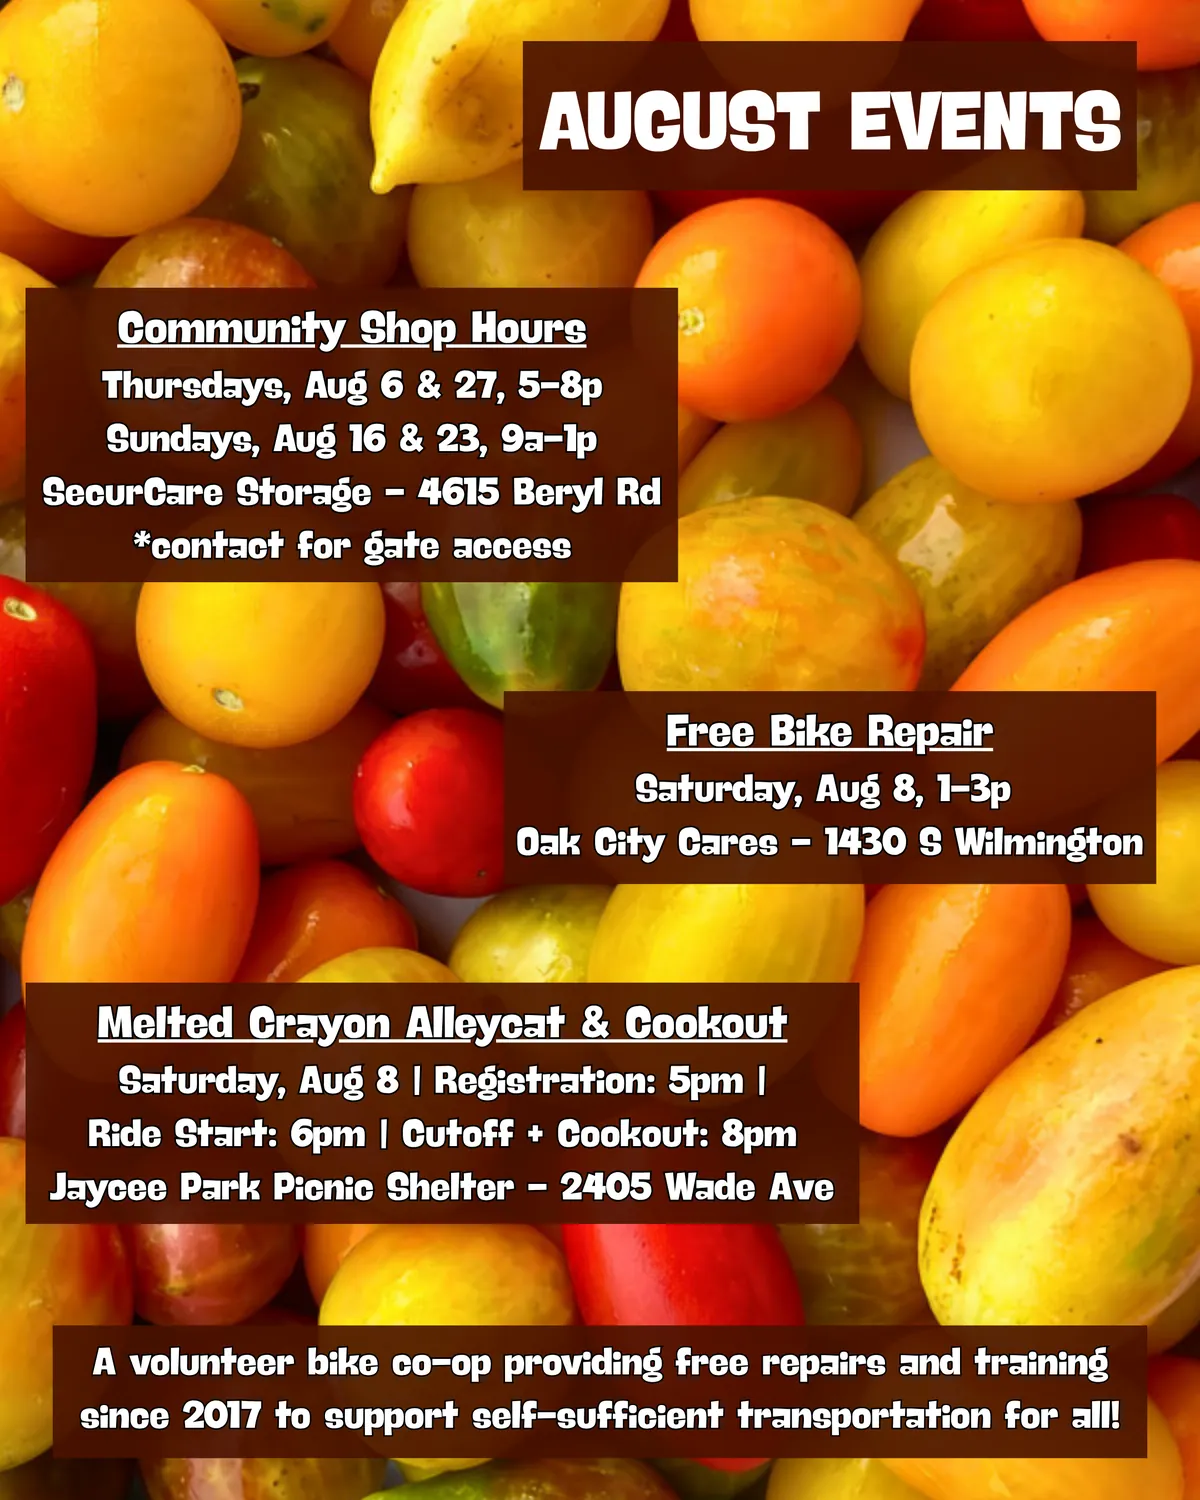 AUGUST EVENTS
Community Shop Hours
Thursdays, Aug 6 & 27, 5-8p
Sundays, Aug 16 & 23, 9a-1p
SecurCare Storage - 4615 Beryl Rd
*contact for gate access
Free Bike Repair
Saturday, Aug 8, 1-3p
Oak City Cares - 1430 S Wilmington
Melted Crayon Alleycat & Cookout
Saturday, Aug 8 | Registration: 5pm |
Ride Start: 6pm | Cutoff + Cookout: 8pm
Jaycee Park Picnic Shelter - 2405 Wade Ave
A volunteer bike co-op providing free repairs and training
since 2017 to support self-sufficient transportation for all!